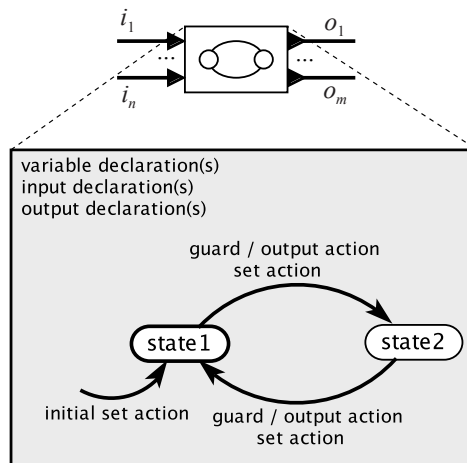 i1 o1
... ...
in om
variable declaration(s)
input declaration(s)
output declaration(s)
guard / output action
set action
state1 state2
initial set action
guard / output action
set action